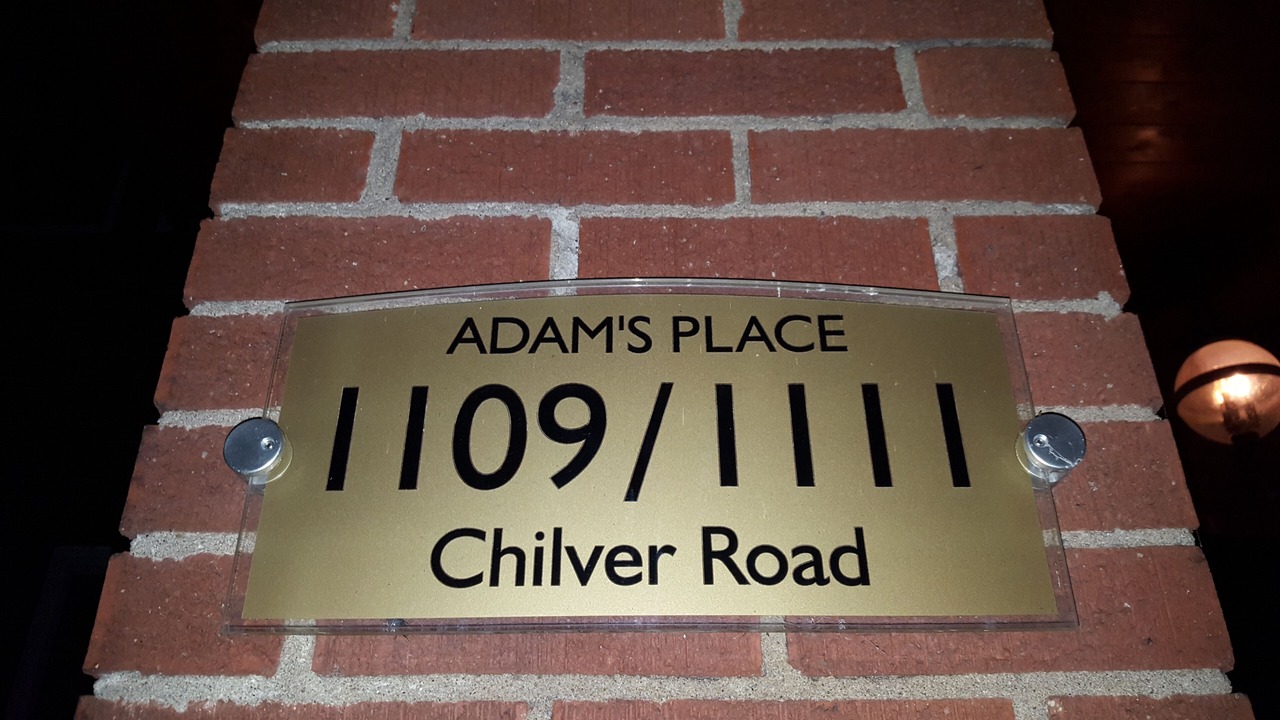 ADAM'S PLACE
1109/1111
Chilver Road